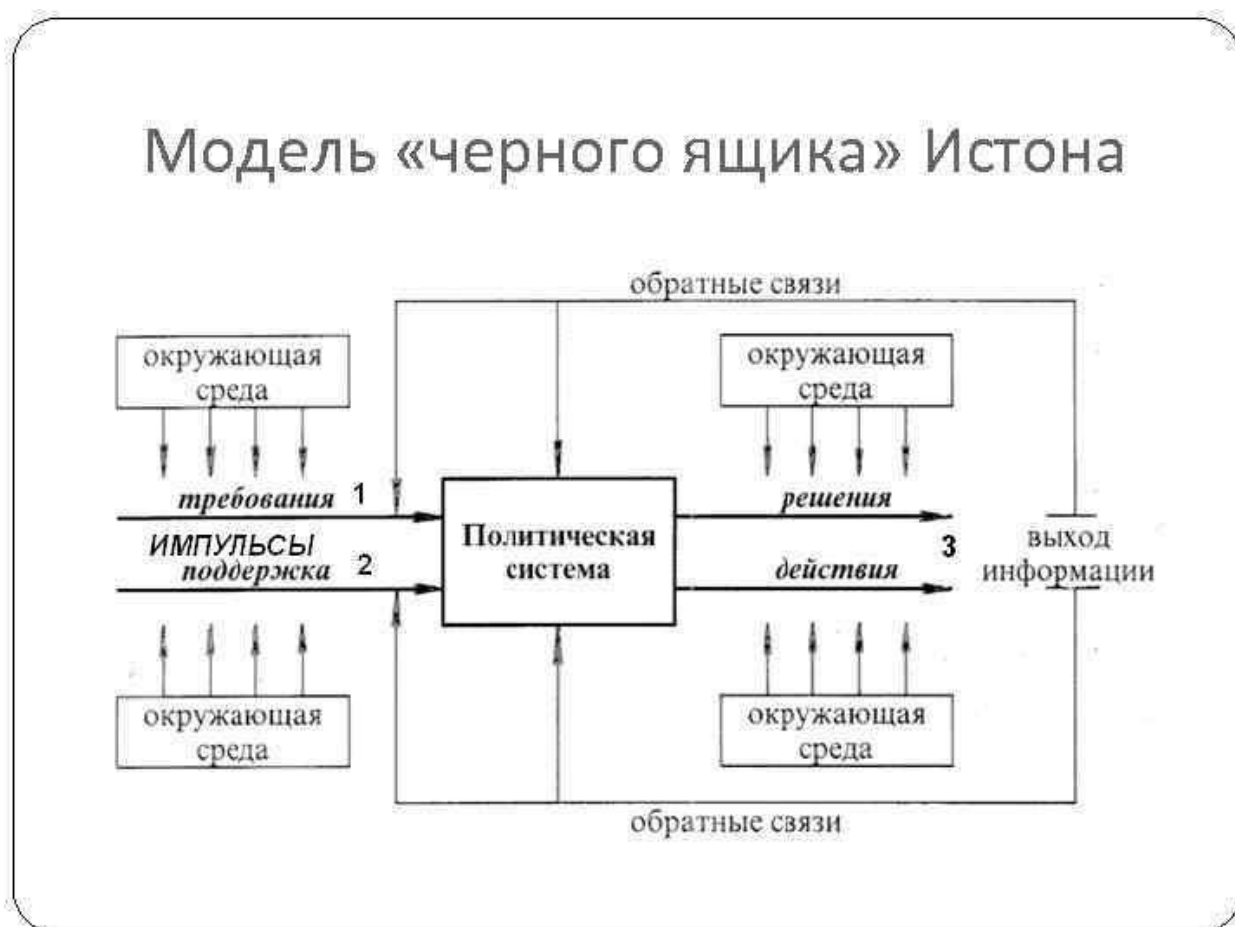 Модель «черного ящика» Истона
обратные связи
окружающая
среда
окружающая
среда
требования 1
решения
ИМПУЛЬСЫ
поддержка 2
Политическая
система
3
действия
выход
информации
окружающая
среда
окружающая
среда
обратные связи